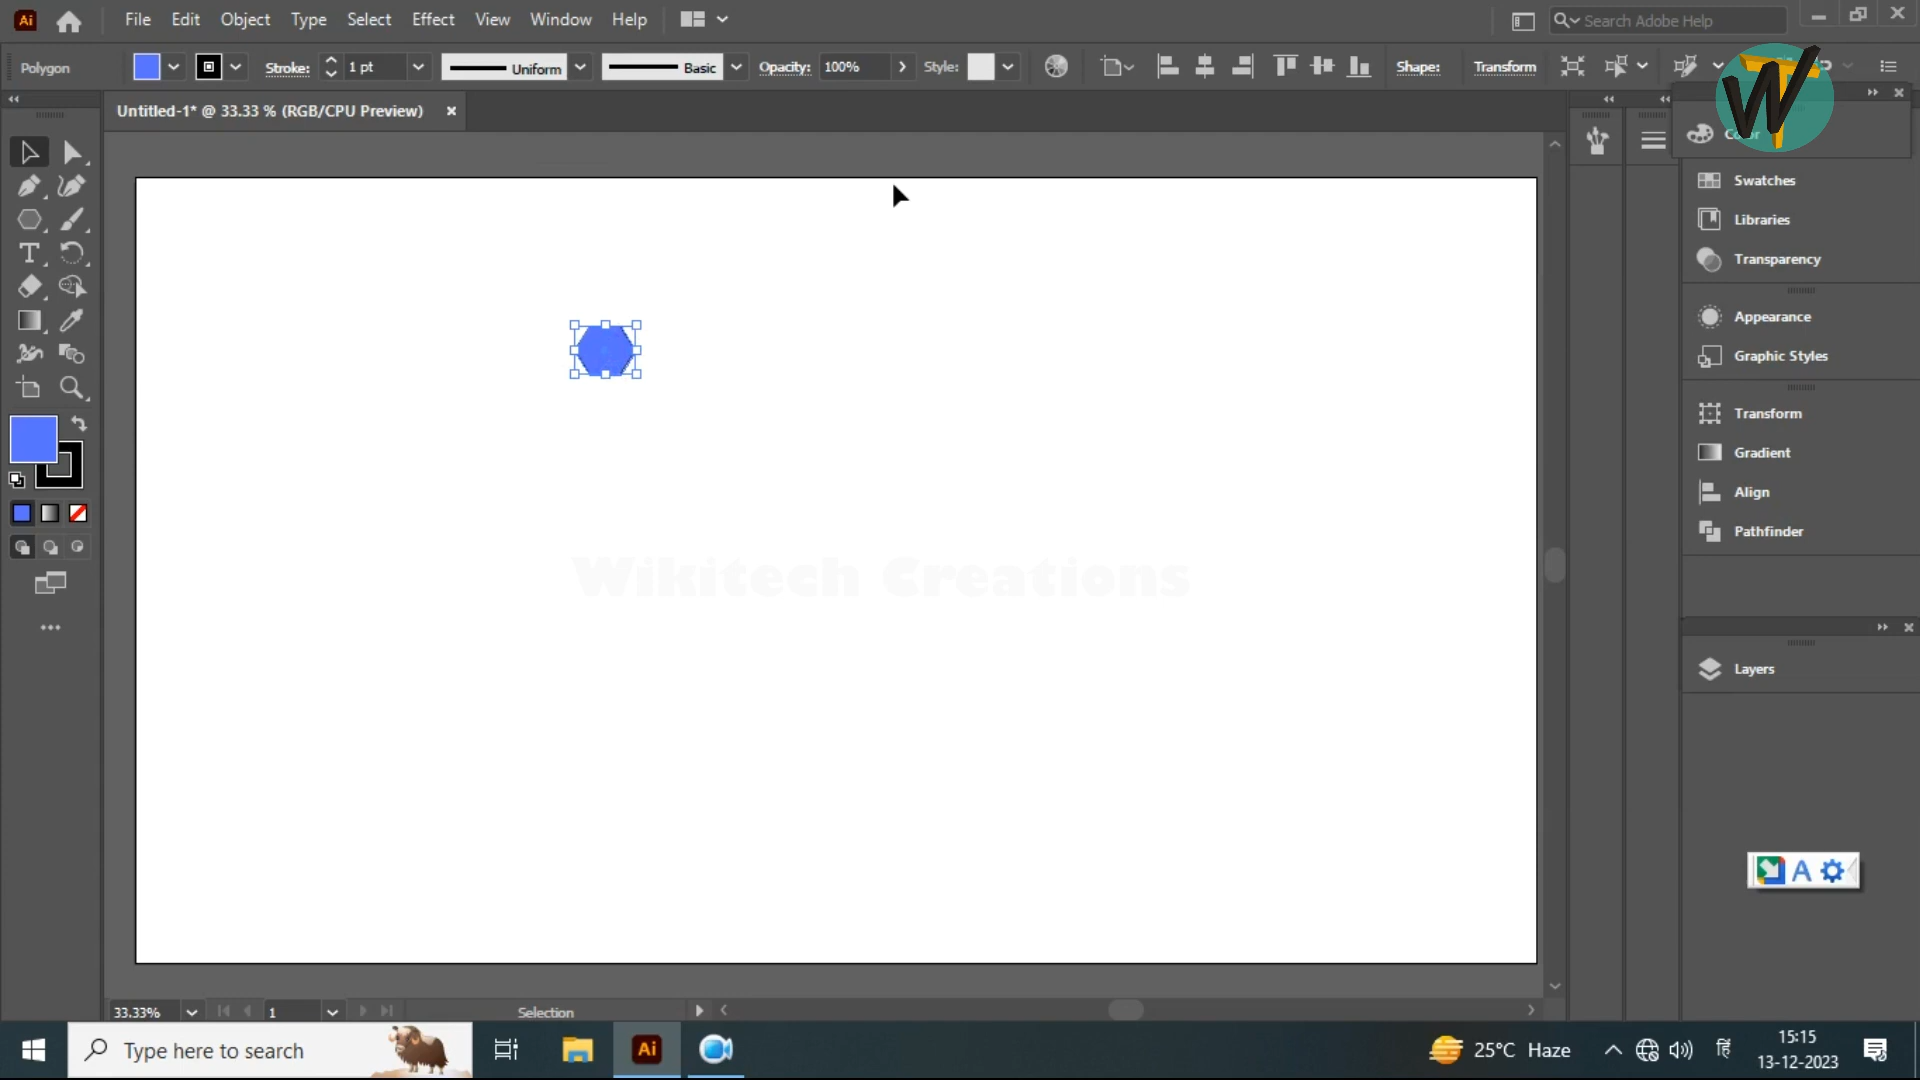 Ai File Edit Object Type Select Effect View Window Help Search Adobe Help
Polygon Stroke: 1 pt Uniform Basic Opacity: 100% Style: Shape: Transform
Untitled-1* @ 33.33 % (RGB/CPU Preview)
WT
Swatches
Libraries
Transparency
Appearance
Graphic Styles
Transform
Gradient
Align
Pathfinder
Wikitech Creations
Layers
A
33.33% 1 Selection
Type here to search Ai 25°C Haze हिं 15:15
13-12-2023